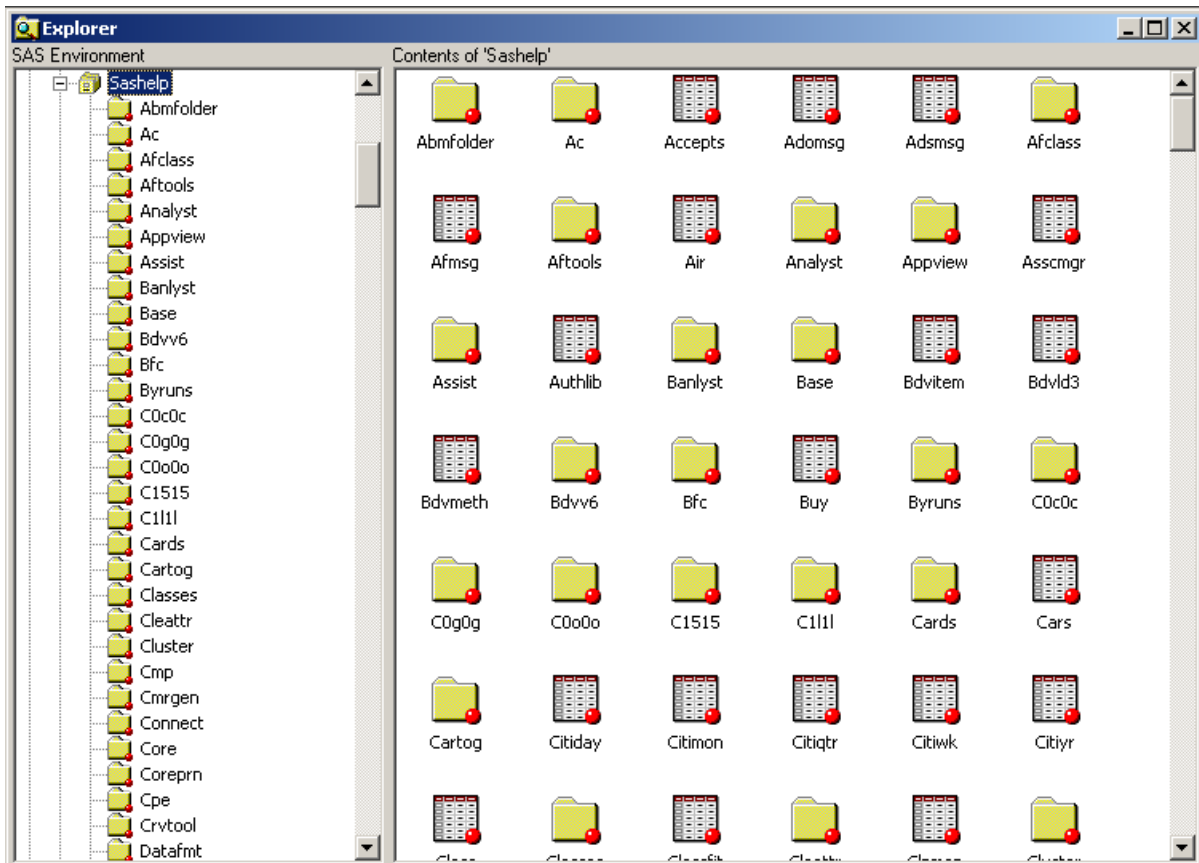 Explorer
SAS Environment
Contents of 'Sashelp'
Sashelp
Abmfolder
Ac
Afclass
Aftools
Analyst
Appview
Assist
Banlyst
Base
Bdvv6
Bfc
Byruns
C0c0c
C0g0g
C0o0o
C1515
C1l1l
Cards
Cartog
Classes
Cleattr
Cluster
Cmp
Cmrgen
Connect
Core
Coreprn
Cpe
Crvtool
Datafmt
Abmfolder Ac Accepts Adomsg Adsmsg Afclass
Afmsg Aftools Air Analyst Appview Asscmgr
Assist Authlib Banlyst Base Bdvitem Bdvld3
Bdvmeth Bdvv6 Bfc Buy Byruns C0c0c
C0g0g C0o0o C1515 C1l1l Cards Cars
Cartog Citiday Citimon Citiqtr Citiwk Citiyr